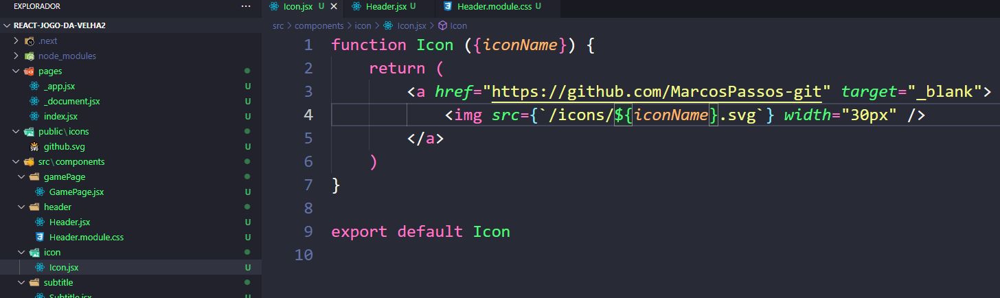 EXPLORADOR ···
REACT-JOGO-DA-VELHA2
.next
node_modules
pages
_app.jsx U
_document.jsx U
index.jsx U
public\icons
github.svg U
src\components
gamePage
GamePage.jsx U
header
Header.jsx U
Header.module.css U
icon
Icon.jsx U
subtitle
Subtitle.jsx U
Icon.jsx U ×
Header.jsx U
Header.module.css U
src > components > icon > Icon.jsx > Icon
1 function Icon ({iconName}) {
2 return (
3 <a href="https://github.com/MarcosPassos-git" target="_blank">
4 <img src={`/icons/${iconName}.svg`} width="30px" />
5 </a>
6 )
7 }
8
9 export default Icon
10